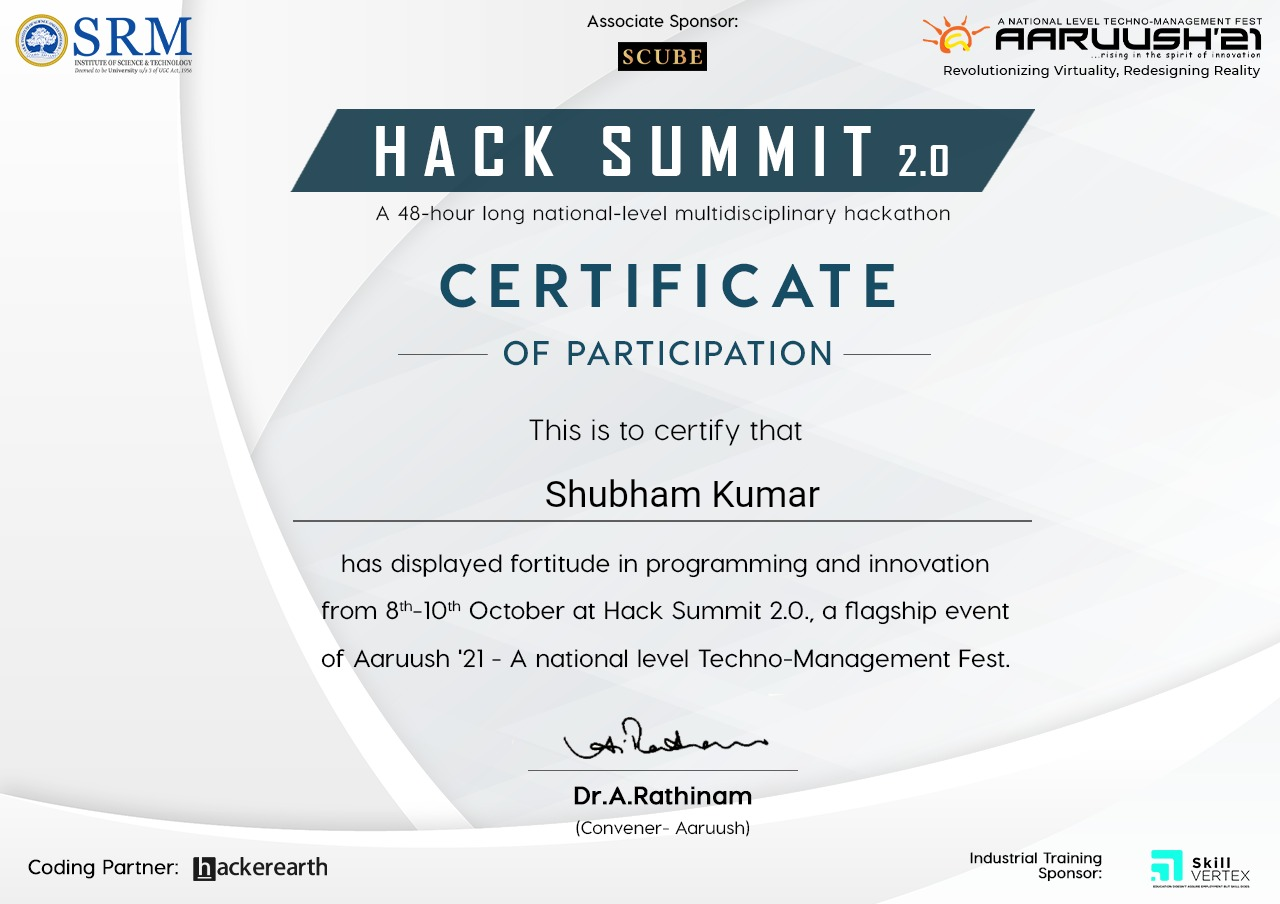 SRM
INSTITUTE OF SCIENCE & TECHNOLOGY
Deemed to be University u/s 3 of UGC Act, 1956
Associate Sponsor:
SCUBE
A NATIONAL LEVEL TECHNO-MANAGEMENT FEST
AARUUSH'21
...rising in the spirit of innovation
Revolutionizing Virtuality, Redesigning Reality
HACK SUMMIT 2.0
A 48-hour long national-level multidisciplinary hackathon
CERTIFICATE
OF PARTICIPATION
This is to certify that
Shubham Kumar
has displayed fortitude in programming and innovation
from 8th-10th October at Hack Summit 2.0., a flagship event
of Aaruush '21 - A national level Techno-Management Fest.
A. Rathinam
Dr.A.Rathinam
(Convener- Aaruush)
Coding Partner: hackerearth
Industrial Training
Sponsor:
Skill
VERTEX
EDUCATION DOESN'T ASSURE EMPLOYMENT BUT SKILL DOES